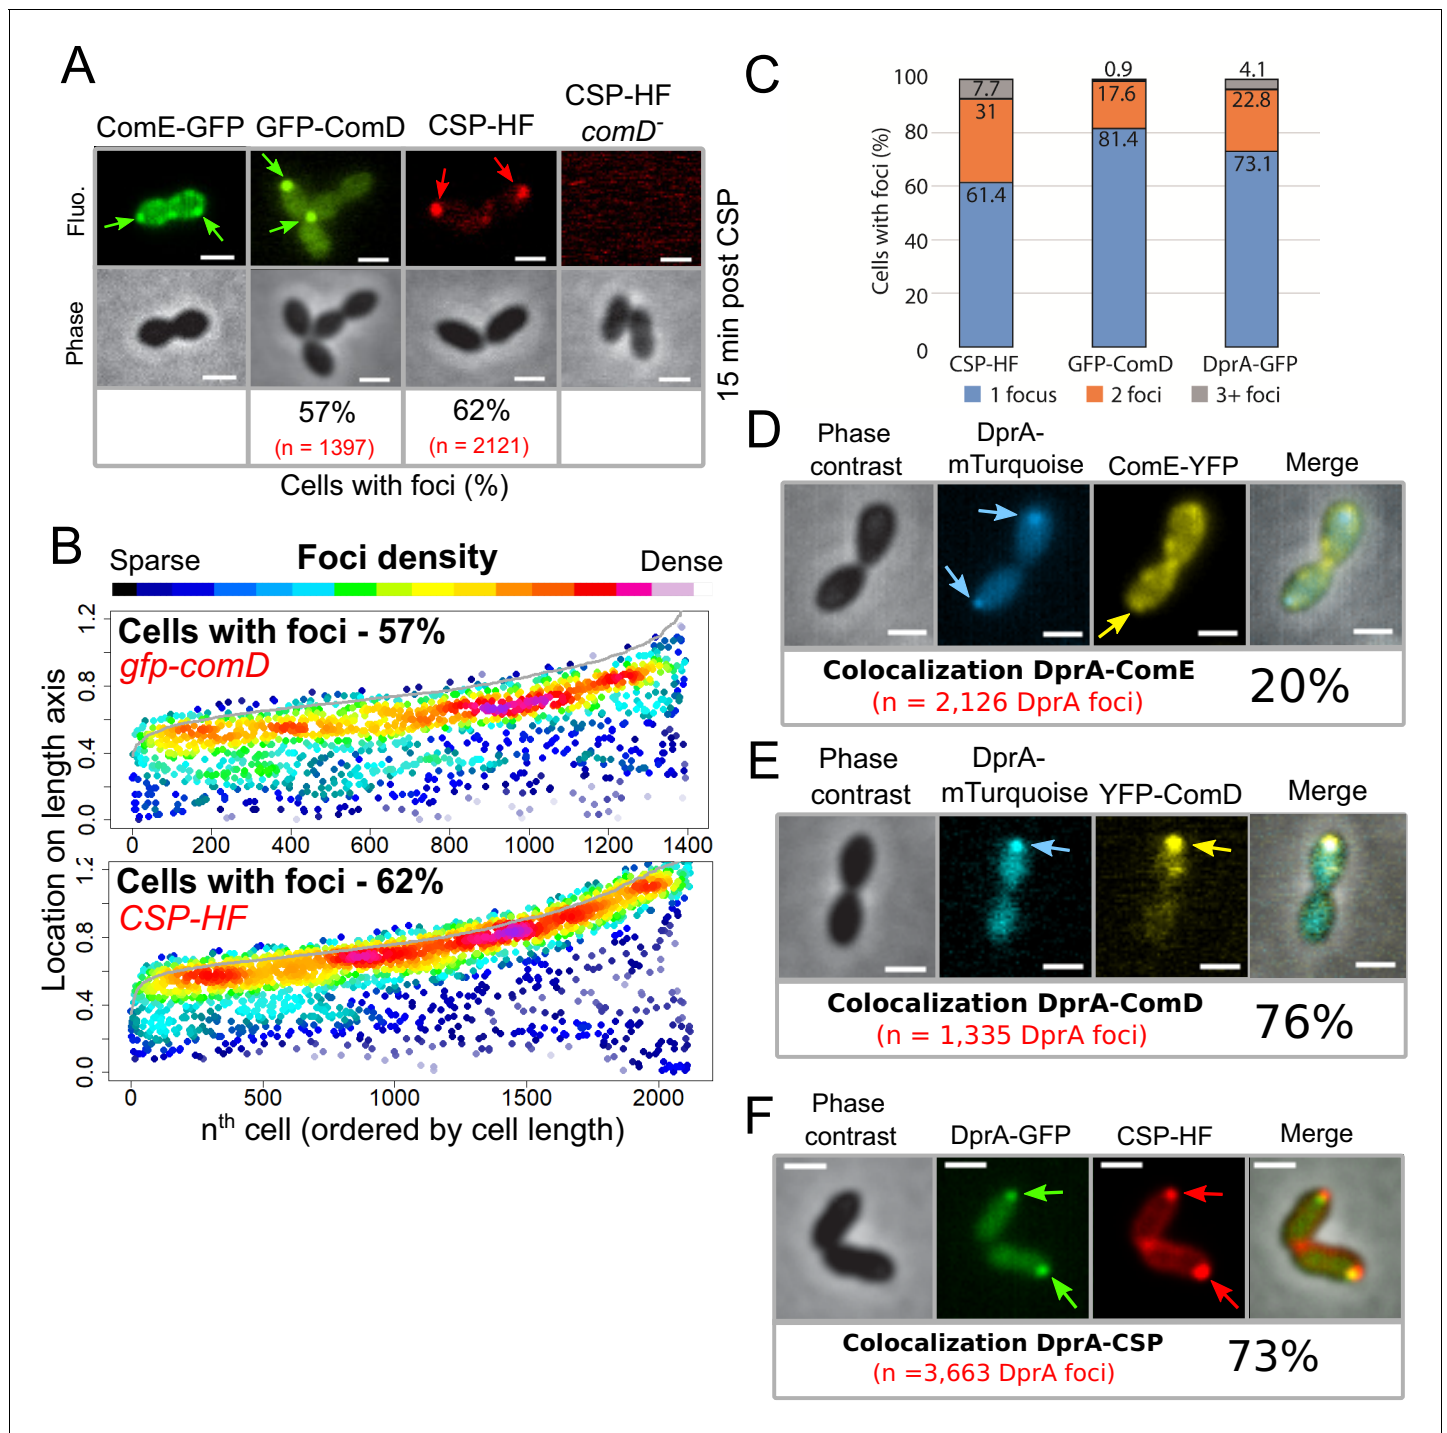 A
ComE-GFP
GFP-ComD
CSP-HF
CSP-HF
comD-
Fluo.
Phase
15 min post CSP
57%
(n = 1397)
62%
(n = 2121)
Cells with foci (%)
B
Sparse
Foci density
Dense
Location on length axis
1.2
0.8
0.4
0.0
Cells with foci - 57%
gfp-comD
0 200 400 600 800 1000 1200 1400
1.2
0.8
0.4
0.0
Cells with foci - 62%
CSP-HF
0 500 1000 1500 2000
nth cell (ordered by cell length)
C
Cells with foci (%)
100
80
60
40
20
0
7.7
31
61.4
0.9
17.6
81.4
4.1
22.8
73.1
CSP-HF
GFP-ComD
DprA-GFP
1 focus
2 foci
3+ foci
D
Phase
contrast
DprA-
mTurquoise
ComE-YFP
Merge
Colocalization DprA-ComE
(n = 2,126 DprA foci)
20%
E
Phase
contrast
DprA-
mTurquoise
YFP-ComD
Merge
Colocalization DprA-ComD
(n = 1,335 DprA foci)
76%
F
Phase
contrast
DprA-GFP
CSP-HF
Merge
Colocalization DprA-CSP
(n =3,663 DprA foci)
73%